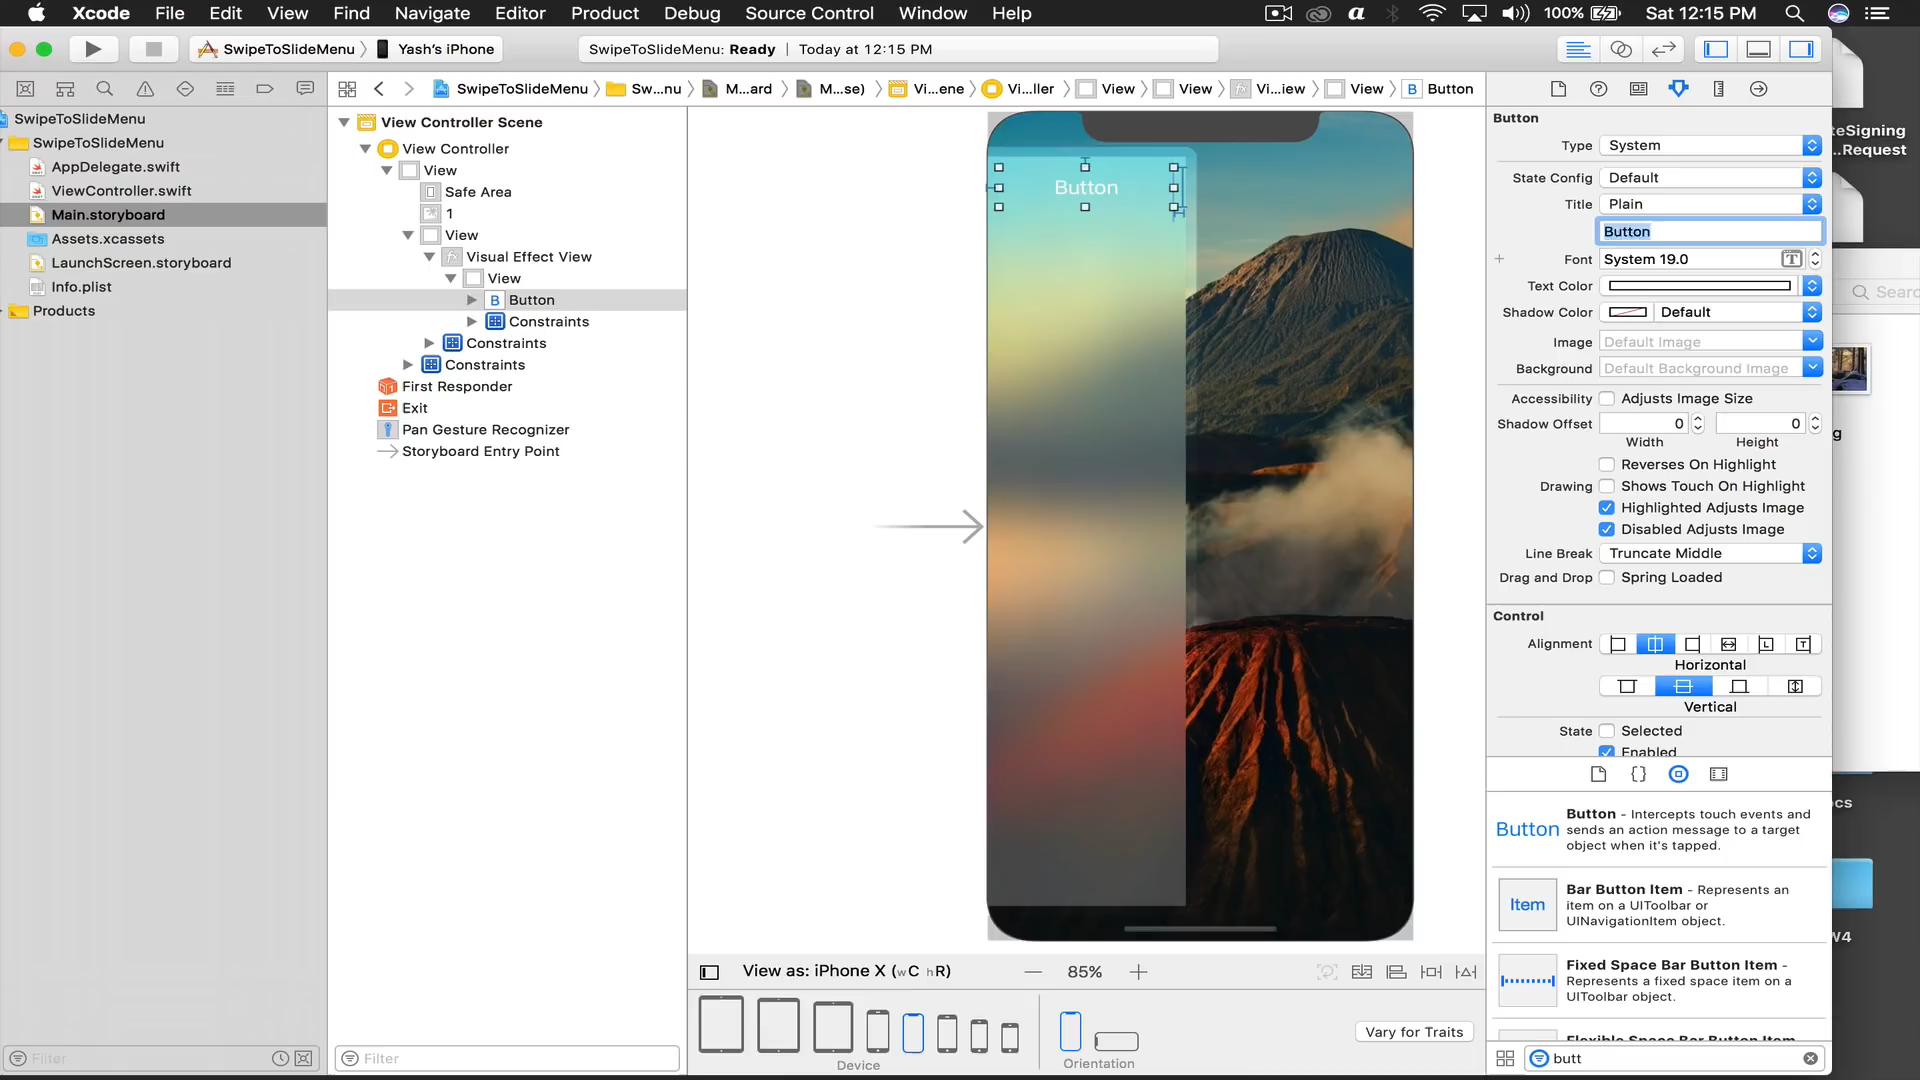 Xcode File Edit View Find Navigate Editor Product Debug Source Control Window Help 100% Sat 12:15 PM
SwipeToSlideMenu Yash's iPhone SwipeToSlideMenu: Ready | Today at 12:15 PM
SwipeToSlideMenu Sw...nu M...ard M...se) Vi...ene Vi...ller View View Vi...iew View B Button
SwipeToSlideMenu
SwipeToSlideMenu
AppDelegate.swift
ViewController.swift
Main.storyboard
Assets.xcassets
LaunchScreen.storyboard
Info.plist
Products
Filter
View Controller Scene
View Controller
View
Safe Area
1
View
Visual Effect View
View
B Button
Constraints
Constraints
Constraints
First Responder
Exit
Pan Gesture Recognizer
Storyboard Entry Point
Filter
Button
View as: iPhone X (wC hR) 85%
Device
Orientation
Vary for Traits
Button
Type System
State Config Default
Title Plain
Button
Font System 19.0
Text Color
Shadow Color Default
Image Default Image
Background Default Background Image
Accessibility Adjusts Image Size
Shadow Offset 0 0
Width Height
Reverses On Highlight
Drawing Shows Touch On Highlight
Highlighted Adjusts Image
Disabled Adjusts Image
Line Break Truncate Middle
Drag and Drop Spring Loaded
Control
Alignment
Horizontal
Vertical
State Selected
Enabled
Button Button - Intercepts touch events and
sends an action message to a target
object when it's tapped.
Item Bar Button Item - Represents an
item on a UIToolbar or
UINavigationItem object.
Fixed Space Bar Button Item -
Represents a fixed space item on a
UIToolbar object.
Flexible Space Bar Button Item
butt
teSigning
...Request
Searc
g
cs
W4